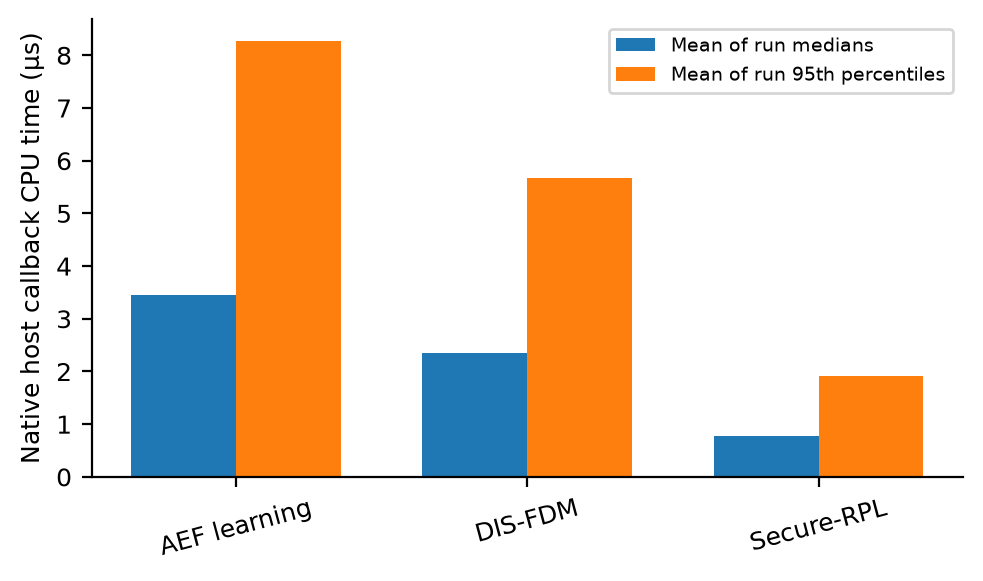 Native host callback CPU time (µs)
8
7
6
5
4
3
2
1
0
Mean of run medians
Mean of run 95th percentiles
AEF learning
DIS-FDM
Secure-RPL